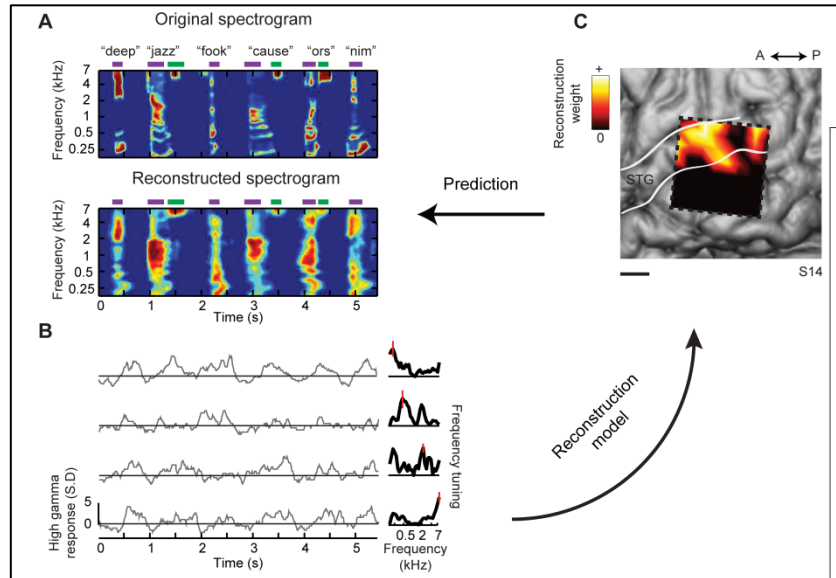 A
Original spectrogram
"deep" "jazz" "fook" "cause" "ors" "nim"
Frequency (kHz)
7
4
2
1
0.5
0.25
Reconstructed spectrogram
Frequency (kHz)
7
4
2
1
0.5
0.25
0 1 2 3 4 5
Time (s)
Prediction
C
A P
Reconstruction
weight
+
0
STG
S14
B
High gamma
response (S.D)
5
0
0 1 2 3 4 5
Time (s)
Frequency tuning
0.5 2 7
Frequency
(kHz)
Reconstruction
model